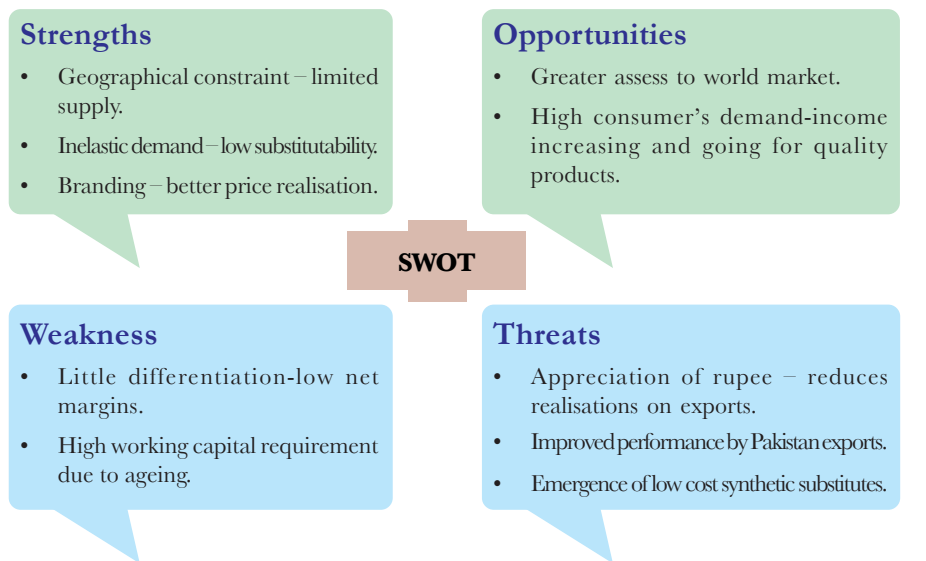 Strengths
• Geographical constraint – limited
supply.
• Inelastic demand – low substitutability.
• Branding – better price realisation.
Opportunities
• Greater assess to world market.
• High consumer's demand-income
increasing and going for quality
products.
SWOT
Weakness
• Little differentiation-low net
margins.
• High working capital requirement
due to ageing.
Threats
• Appreciation of rupee – reduces
realisations on exports.
• Improved performance by Pakistan exports.
• Emergence of low cost synthetic substitutes.